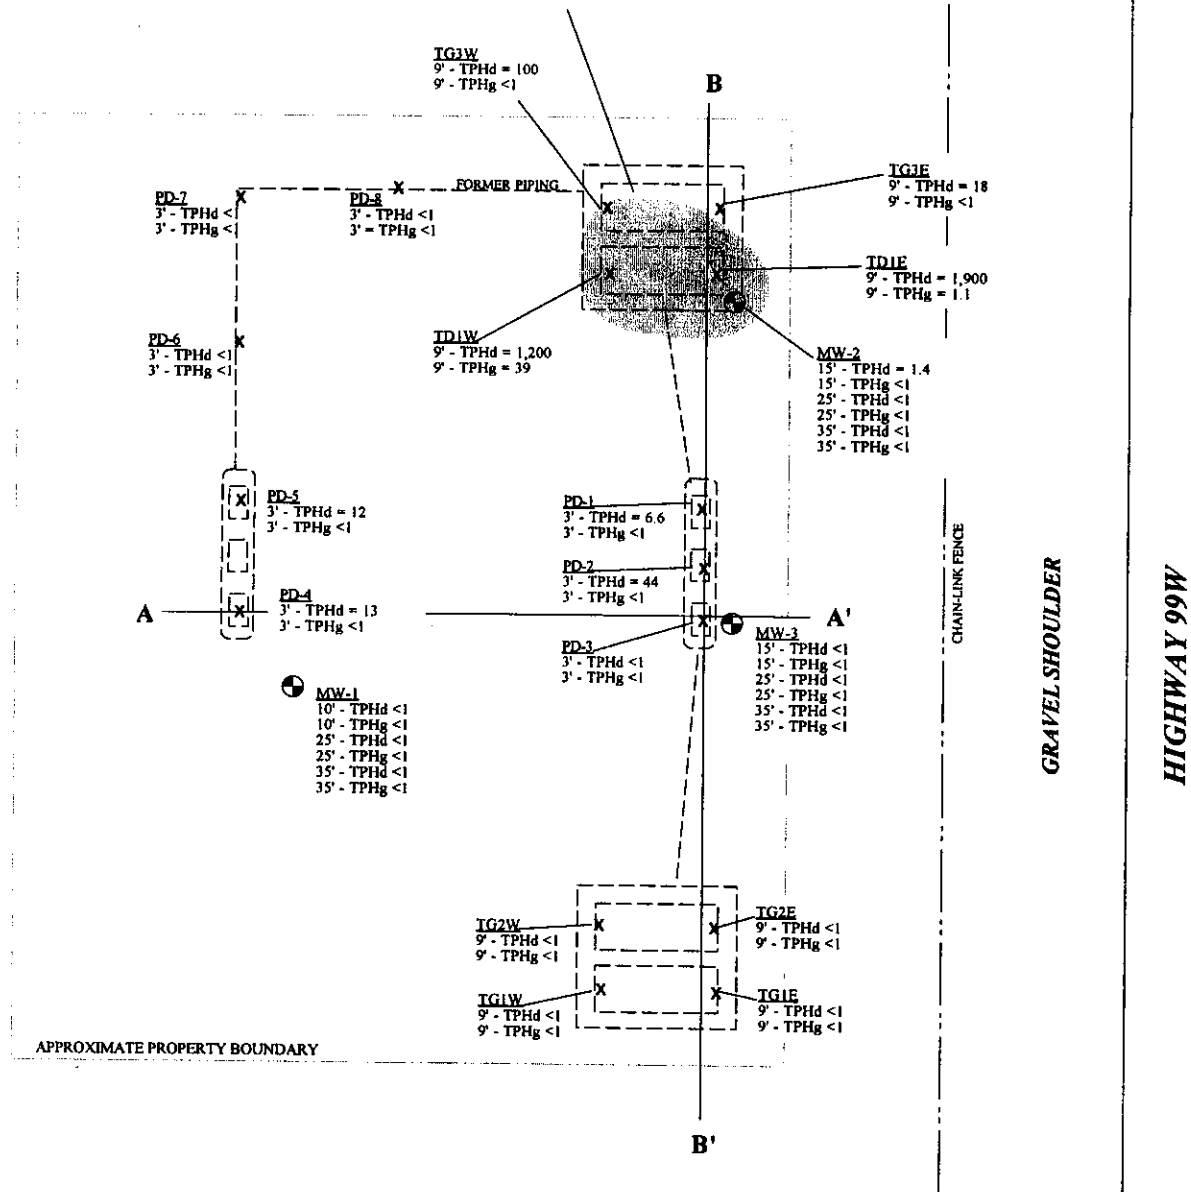 TG3W
9' - TPHd = 100
9' - TPHg <1
B
TG3E
9' - TPHd = 18
9' - TPHg <1
FORMER PIPING
PD-7
3' - TPHd <1
3' - TPHg <1
PD-8
3' - TPHd <1
3' = TPHg <1
TD1E
9' - TPHd = 1,900
9' - TPHg = 1.1
PD-6
3' - TPHd <1
3' - TPHg <1
TD1W
9' - TPHd = 1,200
9' - TPHg = 39
MW-2
15' - TPHd = 1.4
15' - TPHg <1
25' - TPHd <1
25' - TPHg <1
35' - TPHd <1
35' - TPHg <1
PD-5
3' - TPHd = 12
3' - TPHg <1
PD-1
3' - TPHd = 6.6
3' - TPHg <1
PD-2
3' - TPHd = 44
3' - TPHg <1
A
PD-4
3' - TPHd = 13
3' - TPHg <1
A'
PD-3
3' - TPHd <1
3' - TPHg <1
MW-3
15' - TPHd <1
15' - TPHg <1
25' - TPHd <1
25' - TPHg <1
35' - TPHd <1
35' - TPHg <1
MW-1
10' - TPHd <1
10' - TPHg <1
25' - TPHd <1
25' - TPHg <1
35' - TPHd <1
35' - TPHg <1
CHAIN-LINK FENCE
GRAVEL SHOULDER
HIGHWAY 99W
TG2W
9' - TPHd <1
9' - TPHg <1
TG2E
9' - TPHd <1
9' - TPHg <1
TG1W
9' - TPHd <1
9' - TPHg <1
TG1E
9' - TPHd <1
9' - TPHg <1
APPROXIMATE PROPERTY BOUNDARY
B'